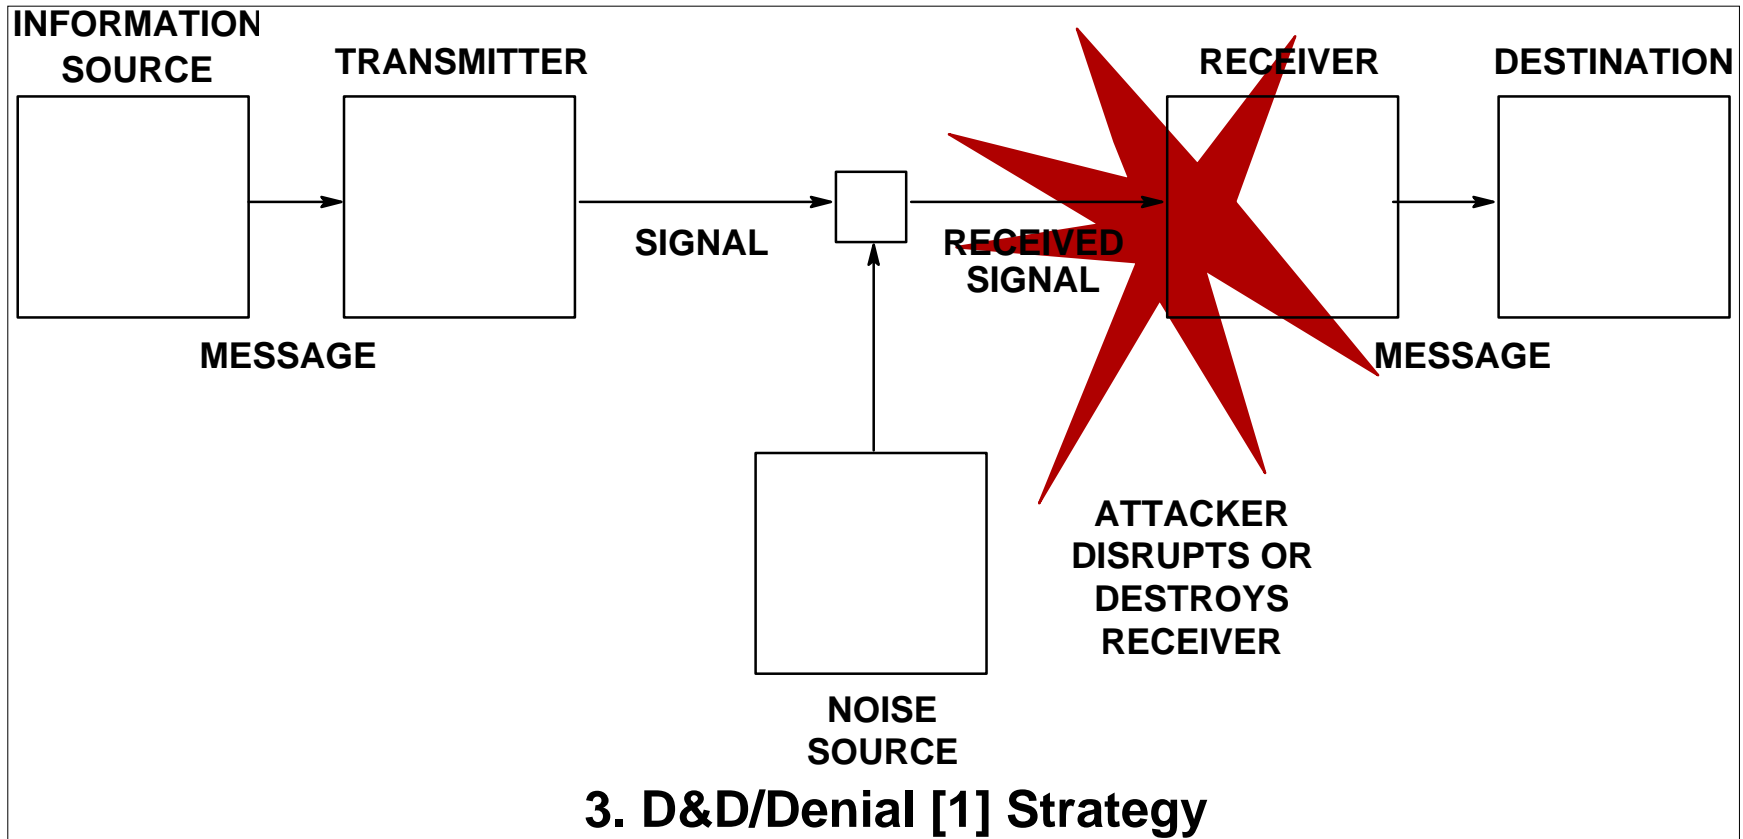 INFORMATION
SOURCE
TRANSMITTER
RECEIVER
DESTINATION
SIGNAL
RECEIVED
SIGNAL
MESSAGE
MESSAGE
ATTACKER
DISRUPTS OR
DESTROYS
RECEIVER
NOISE
SOURCE
3. D&D/Denial [1] Strategy